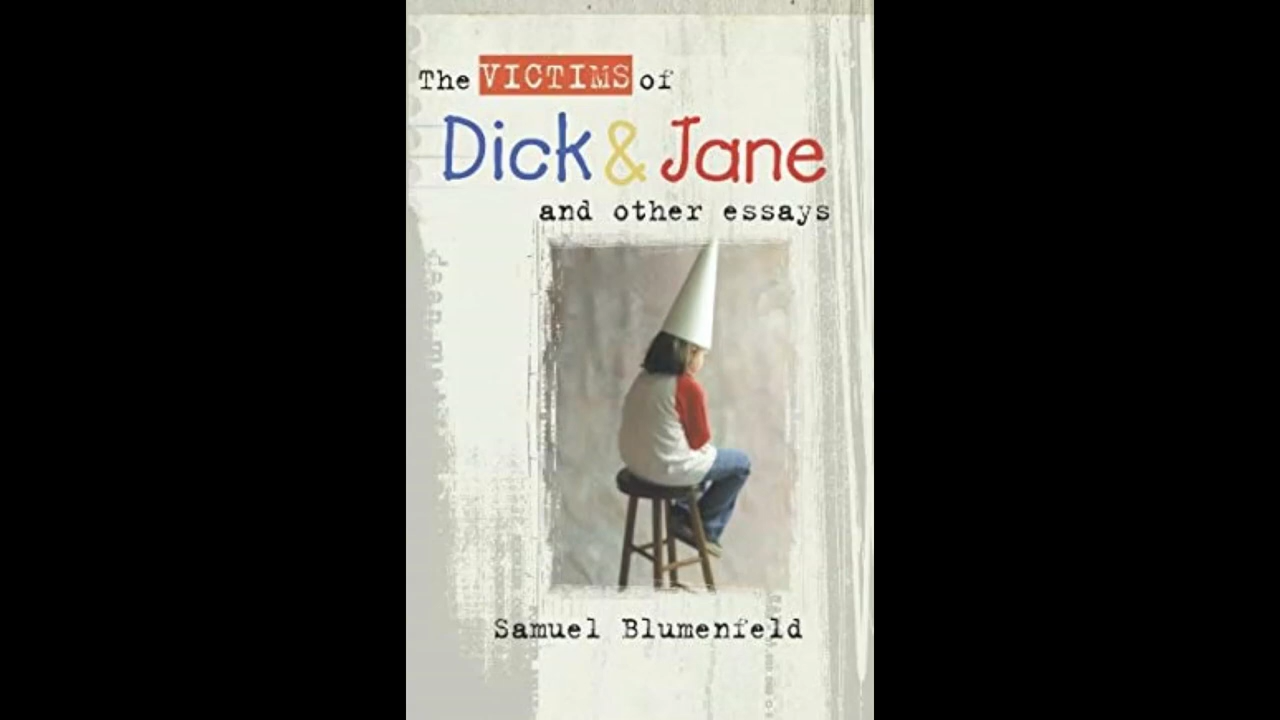 The VICTIMS of
Dick & Jane
and other essays
Samuel Blumenfeld